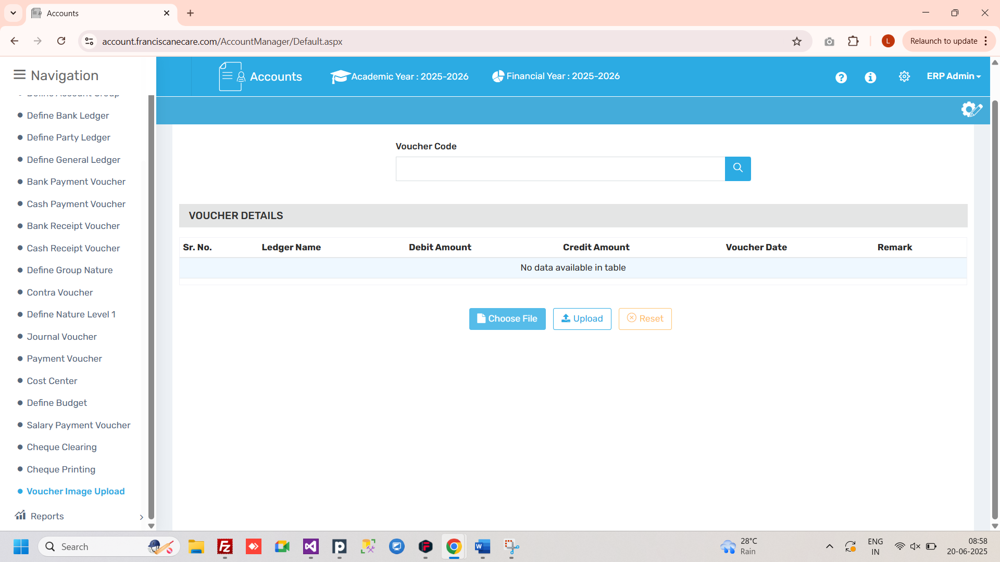 Accounts
account.franciscanecare.com/AccountManager/Default.aspx
L
Relaunch to update
Navigation
Accounts
Academic Year : 2025-2026
Financial Year : 2025-2026
ERP Admin
Define Account Group
Define Bank Ledger
Define Party Ledger
Define General Ledger
Bank Payment Voucher
Cash Payment Voucher
Bank Receipt Voucher
Cash Receipt Voucher
Define Group Nature
Contra Voucher
Define Nature Level 1
Journal Voucher
Payment Voucher
Cost Center
Define Budget
Salary Payment Voucher
Cheque Clearing
Cheque Printing
Voucher Image Upload
Reports
Voucher Code
VOUCHER DETAILS
Sr. No. Ledger Name Debit Amount Credit Amount Voucher Date Remark
No data available in table
Choose File Upload Reset
Search
28°C
Rain
ENG
IN
08:58
20-06-2025